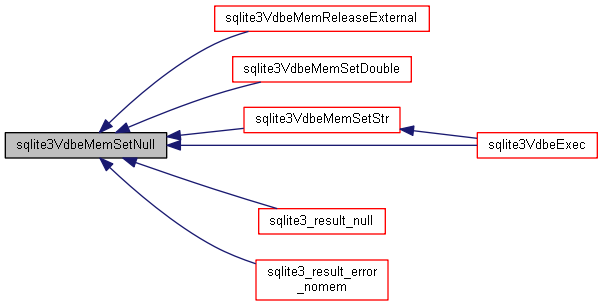 sqlite3VdbeMemReleaseExternal
sqlite3VdbeMemSetDouble
sqlite3VdbeMemSetStr
sqlite3VdbeMemSetNull
sqlite3VdbeExec
sqlite3_result_null
sqlite3_result_error
_nomem